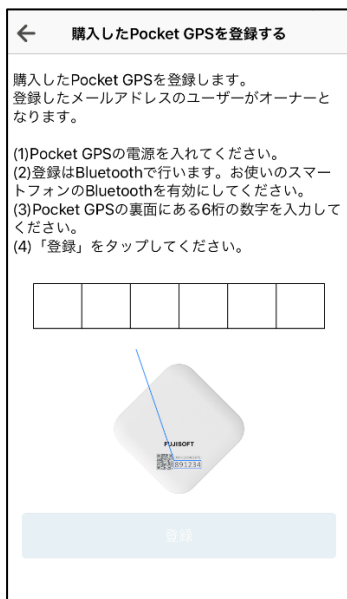 購入したPocket GPSを登録する
購入したPocket GPSを登録します。
登録したメールアドレスのユーザーがオーナーと
なります。
(1)Pocket GPSの電源を入れてください。
(2)登録はBluetoothで行います。お使いのスマー
トフォンのBluetoothを有効にしてください。
(3)Pocket GPSの裏面にある6桁の数字を入力して
ください。
(4)「登録」をタップしてください。
FUJISOFT
891234
登録